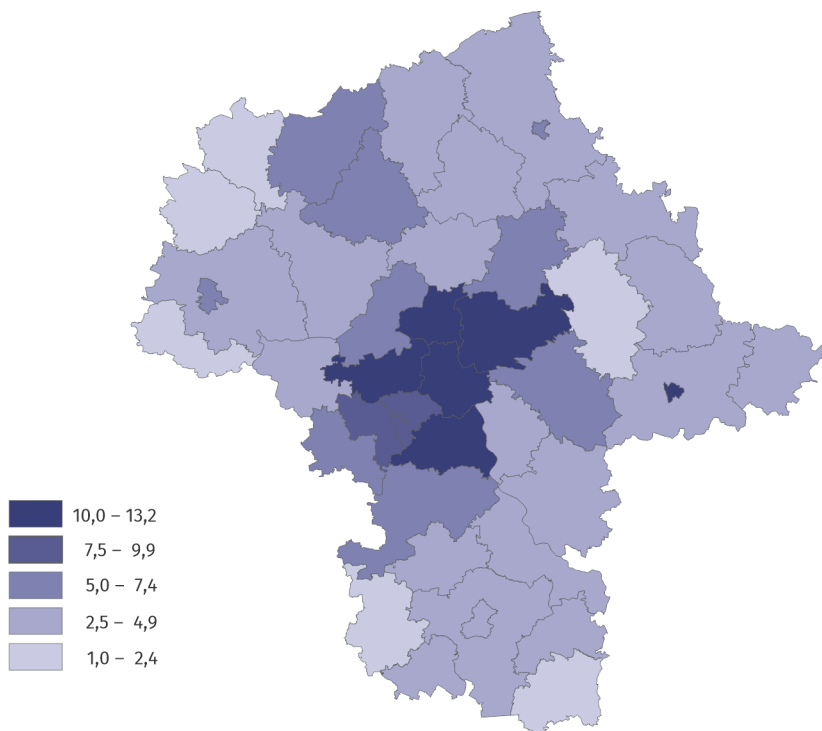 10,0 – 13,2
7,5 – 9,9
5,0 – 7,4
2,5 – 4,9
1,0 – 2,4